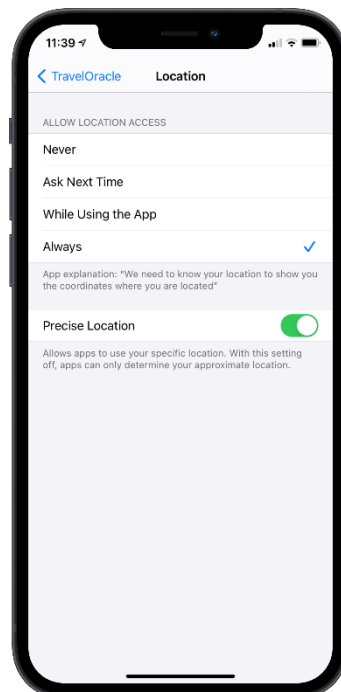 11:39
TravelOracle
Location
ALLOW LOCATION ACCESS
Never
Ask Next Time
While Using the App
Always
App explanation: “We need to know your location to show you
the coordinates where you are located”
Precise Location
Allows apps to use your specific location. With this setting
off, apps can only determine your approximate location.